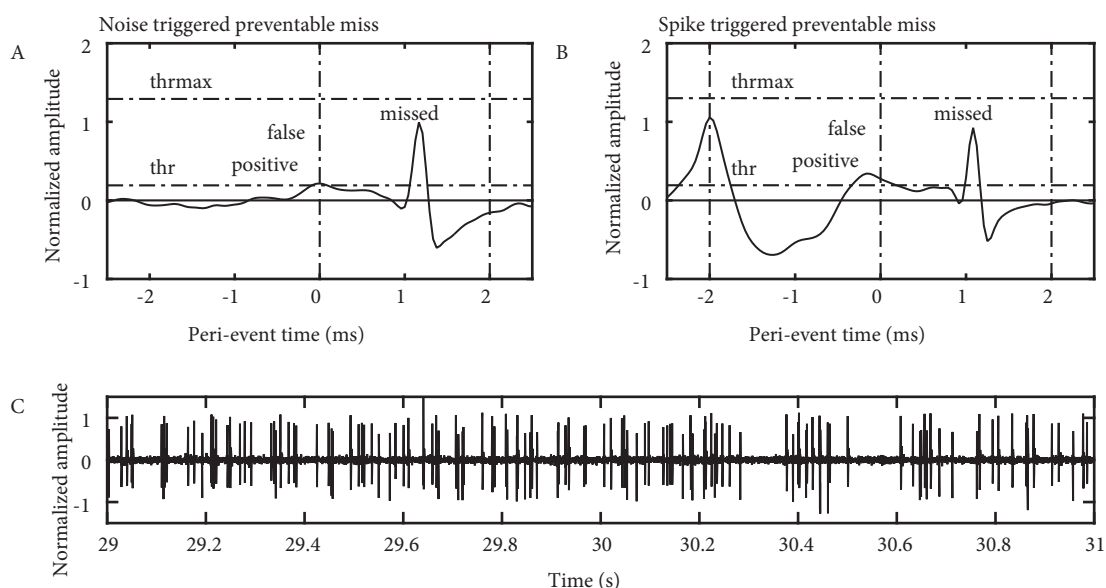 Noise triggered preventable miss
A
Normalized amplitude
2
1
0
-1
thrmax
false
missed
thr
positive
-2
-1
0
1
2
Peri-event time (ms)
Spike triggered preventable miss
B
Normalized amplitude
2
1
0
-1
thrmax
false
missed
thr
positive
-2
-1
0
1
2
Peri-event time (ms)
C
Normalized amplitude
1
0
-1
29
29.2
29.4
29.6
29.8
30
30.2
30.4
30.6
30.8
31
Time (s)